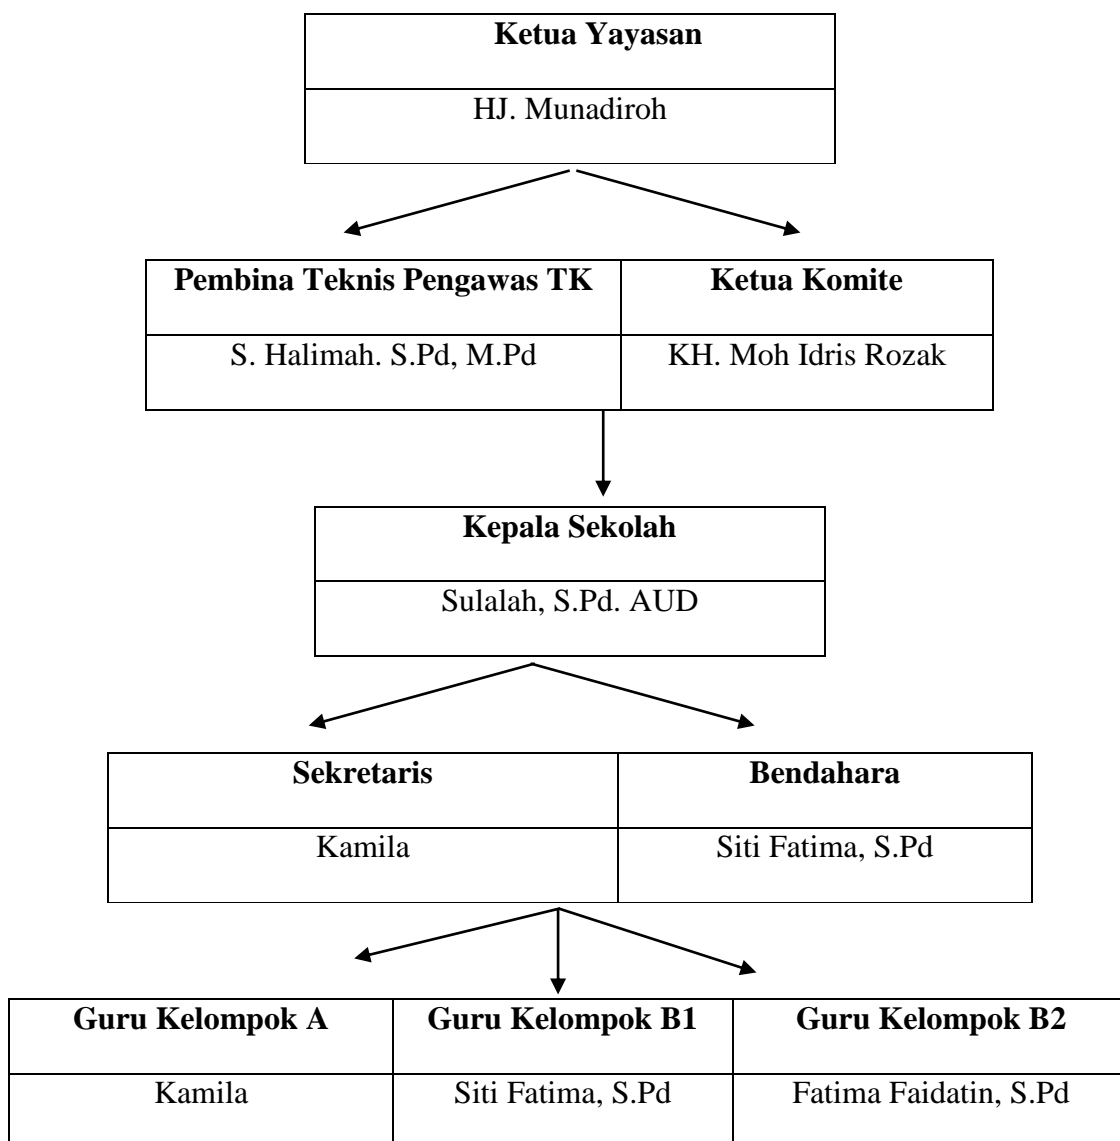 Ketua Yayasan
HJ. Munadiroh
Pembina Teknis Pengawas TK
Ketua Komite
S. Halimah. S.Pd, M.Pd
KH. Moh Idris Rozak
Kepala Sekolah
Sulalah, S.Pd. AUD
Sekretaris
Bendahara
Kamila
Siti Fatima, S.Pd
Guru Kelompok A
Guru Kelompok B1
Guru Kelompok B2
Kamila
Siti Fatima, S.Pd
Fatima Faidatin, S.Pd